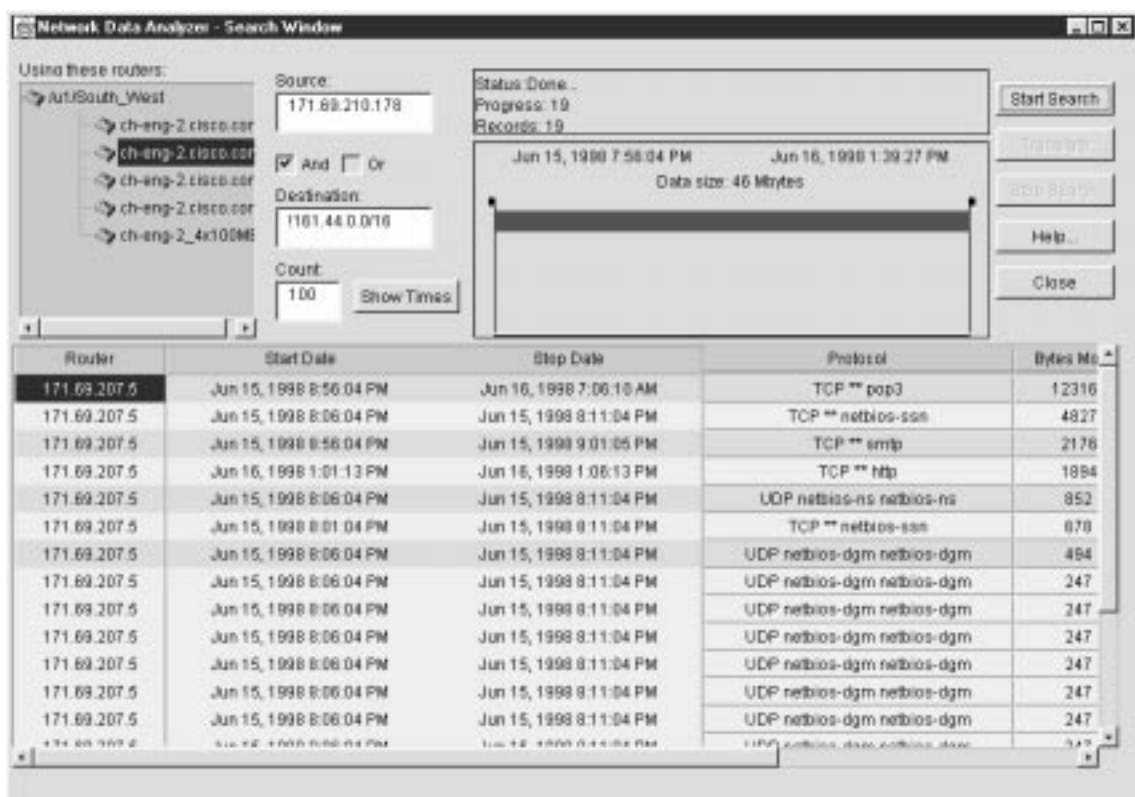 Network Data Analyzer - Search Window
Using these routers:
/u1/South_West
ch-eng-2.cisco.com
ch-eng-2.cisco.com
ch-eng-2.cisco.com
ch-eng-2.cisco.com
ch-eng-2_4x100ME
Source:
171.69.210.178
And Or
Destination:
!161.44.0.0/16
Count:
100
Show Times
Status:Done..
Progress: 19
Records: 19
Jun 15, 1998 7:56:04 PM Jun 16, 1998 1:39:27 PM
Data size: 46 Mbytes
Start Search
Stop Search
Help...
Close
Router Start Date Stop Date Protocol Bytes Mo
171.69.207.5 Jun 15, 1998 8:56:04 PM Jun 16, 1998 7:06:18 AM TCP ** pop3 12316
171.69.207.5 Jun 15, 1998 8:06:04 PM Jun 15, 1998 8:11:04 PM TCP ** netbios-ssn 4827
171.69.207.5 Jun 15, 1998 8:56:04 PM Jun 15, 1998 9:01:05 PM TCP ** smtp 2176
171.69.207.5 Jun 16, 1998 1:01:13 PM Jun 16, 1998 1:06:13 PM TCP ** http 1894
171.69.207.5 Jun 15, 1998 8:06:04 PM Jun 15, 1998 8:11:04 PM UDP netbios-ns netbios-ns 852
171.69.207.5 Jun 15, 1998 8:01:04 PM Jun 15, 1998 8:11:04 PM TCP ** netbios-ssn 678
171.69.207.5 Jun 15, 1998 8:06:04 PM Jun 15, 1998 8:11:04 PM UDP netbios-dgm netbios-dgm 494
171.69.207.5 Jun 15, 1998 8:06:04 PM Jun 15, 1998 8:11:04 PM UDP netbios-dgm netbios-dgm 247
171.69.207.5 Jun 15, 1998 8:06:04 PM Jun 15, 1998 8:11:04 PM UDP netbios-dgm netbios-dgm 247
171.69.207.5 Jun 15, 1998 8:06:04 PM Jun 15, 1998 8:11:04 PM UDP netbios-dgm netbios-dgm 247
171.69.207.5 Jun 15, 1998 8:06:04 PM Jun 15, 1998 8:11:04 PM UDP netbios-dgm netbios-dgm 247
171.69.207.5 Jun 15, 1998 8:06:04 PM Jun 15, 1998 8:11:04 PM UDP netbios-dgm netbios-dgm 247
171.69.207.5 Jun 15, 1998 8:06:04 PM Jun 15, 1998 8:11:04 PM UDP netbios-dgm netbios-dgm 247